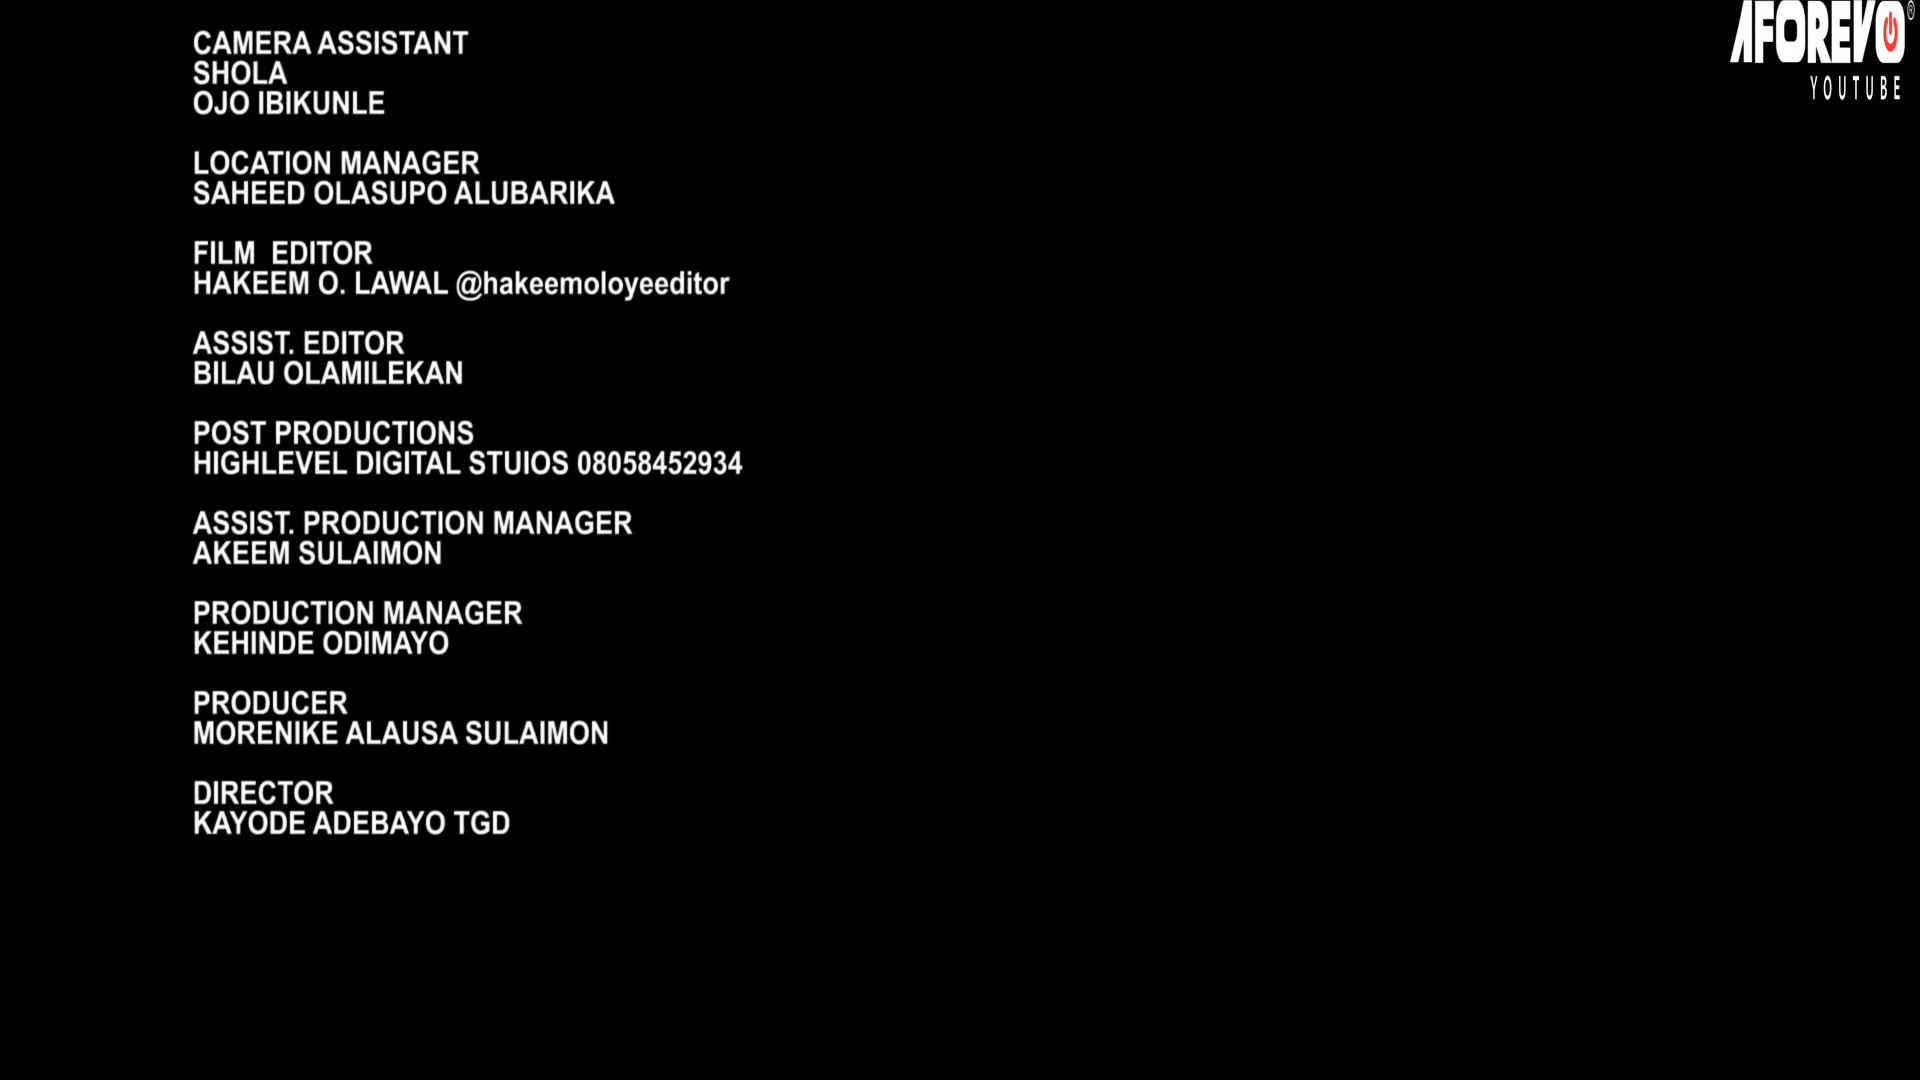 CAMERA ASSISTANT
SHOLA
OJO IBIKUNLE
LOCATION MANAGER
SAHEED OLASUPO ALUBARIKA
FILM  EDITOR
HAKEEM O. LAWAL @hakeemoloyeeditor
ASSIST. EDITOR
BILAU OLAMILEKAN
POST PRODUCTIONS
HIGHLEVEL DIGITAL STUIOS 08058452934
ASSIST. PRODUCTION MANAGER
AKEEM SULAIMON
PRODUCTION MANAGER
KEHINDE ODIMAYO
PRODUCER
MORENIKE ALAUSA SULAIMON
DIRECTOR
KAYODE ADEBAYO TGD
AFOREVO®
YOUTUBE